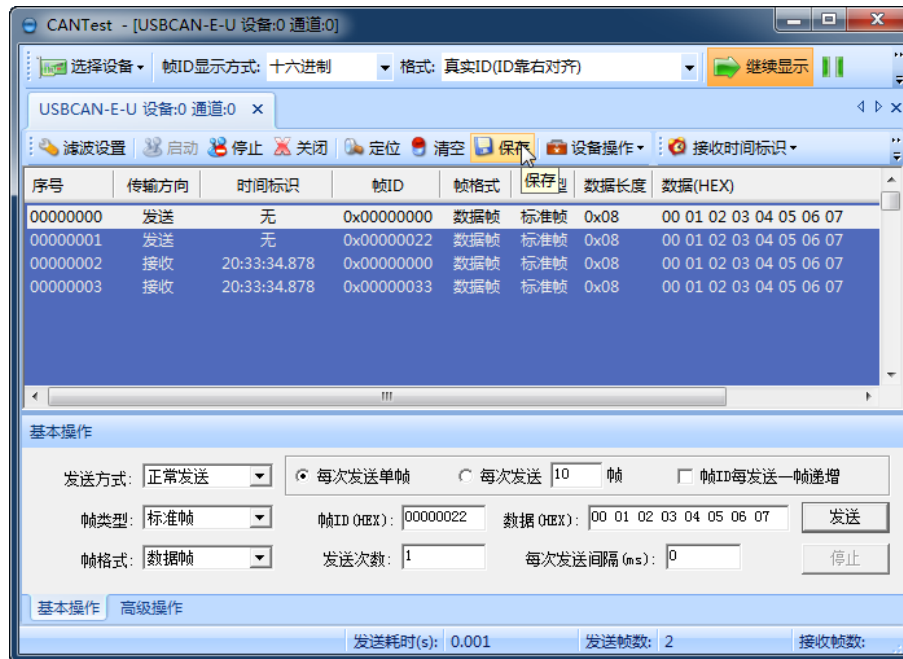 CANTest - [USBCAN-E-U 设备:0 通道:0]
选择设备 帧ID显示方式: 十六进制 格式: 真实ID(ID靠右对齐) 继续显示
USBCAN-E-U 设备:0 通道:0
滤波设置 启动 停止 关闭 定位 清空 保存 设备操作 接收时间标识
序号 传输方向 时间标识 帧ID 帧格式 保存型 数据长度 数据(HEX)
00000000 发送 无 0x00000000 数据帧 标准帧 0x08 00 01 02 03 04 05 06 07
00000001 发送 无 0x00000022 数据帧 标准帧 0x08 00 01 02 03 04 05 06 07
00000002 接收 20:33:34.878 0x00000000 数据帧 标准帧 0x08 00 01 02 03 04 05 06 07
00000003 接收 20:33:34.878 0x00000033 数据帧 标准帧 0x08 00 01 02 03 04 05 06 07
基本操作
发送方式: 正常发送 每次发送单帧 每次发送 10 帧 帧ID每发送一帧递增
帧类型: 标准帧 帧ID(HEX): 00000022 数据(HEX): 00 01 02 03 04 05 06 07 发送
帧格式: 数据帧 发送次数: 1 每次发送间隔(ms): 0 停止
基本操作 高级操作
发送耗时(s): 0.001 发送帧数: 2 接收帧数: